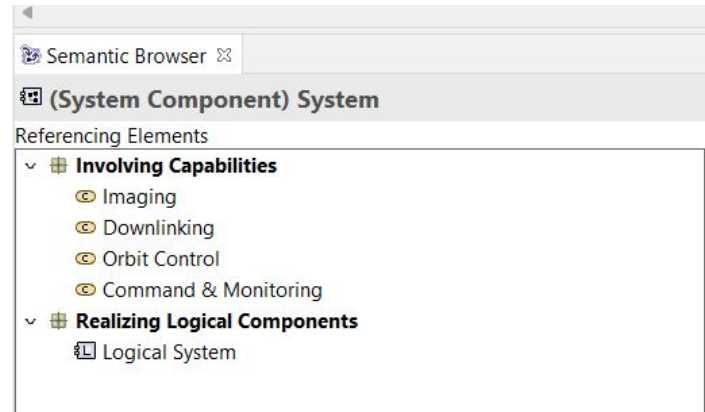 Semantic Browser
(System Component) System
Referencing Elements
Involving Capabilities
Imaging
Downlinking
Orbit Control
Command & Monitoring
Realizing Logical Components
Logical System